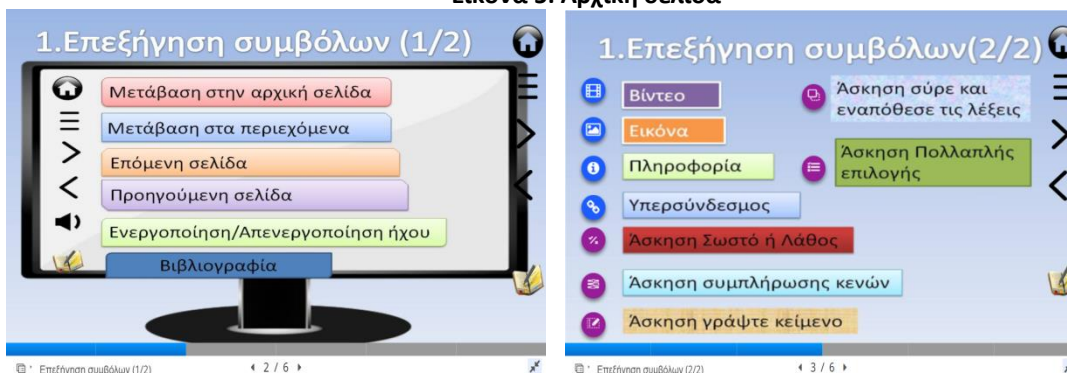 Εικόνα 3: Αρχική σελίδα
1.Επεξήγηση συμβόλων (1/2)
Μετάβαση στην αρχική σελίδα
Μετάβαση στα περιεχόμενα
Επόμενη σελίδα
Προηγούμενη σελίδα
Ενεργοποίηση/Απενεργοποίηση ήχου
Βιβλιογραφία
Επεξήγηση συμβόλων (1/2)
2 / 6
1.Επεξήγηση συμβόλων(2/2)
Βίντεο
Εικόνα
Πληροφορία
Υπερσύνδεσμος
Άσκηση Σωστό ή Λάθος
Άσκηση συμπλήρωσης κενών
Άσκηση γράψτε κείμενο
Άσκηση σύρε και
εναπόθεσε τις λέξεις
Άσκηση Πολλαπλής
επιλογής
Επεξήγηση συμβόλων (2/2)
3 / 6